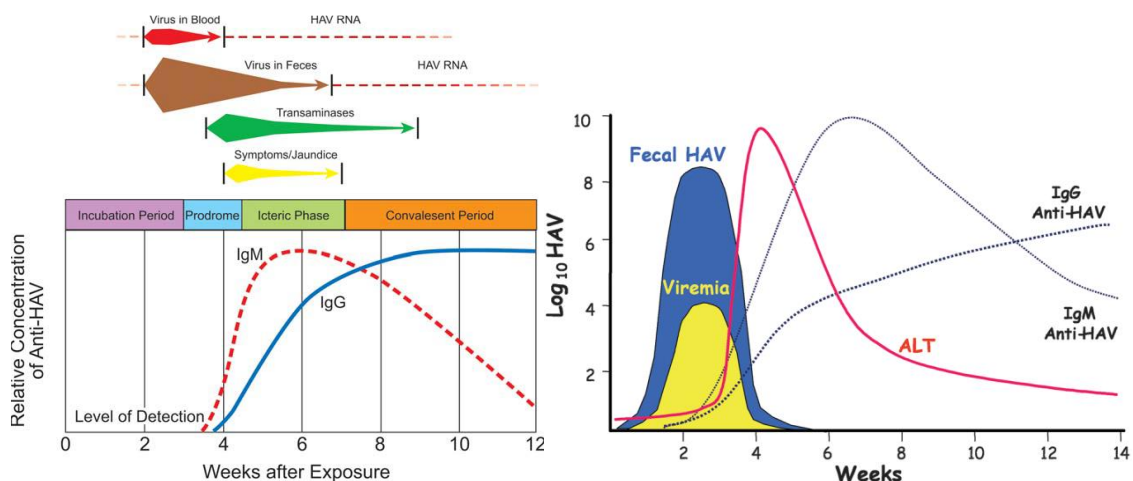 Virus in Blood
HAV RNA
Virus in Feces
HAV RNA
Transaminases
Symptoms/Jaundice
Incubation Period
Prodrome
Icteric Phase
Convalesent Period
Relative Concentration
of Anti-HAV
IgM
IgG
Level of Detection
0 2 4 6 8 10 12
Weeks after Exposure
10
8
6
4
2
Log10 HAV
Fecal HAV
Viremia
IgG
Anti-HAV
IgM
Anti-HAV
ALT
2 4 6 8 10 12 14
Weeks